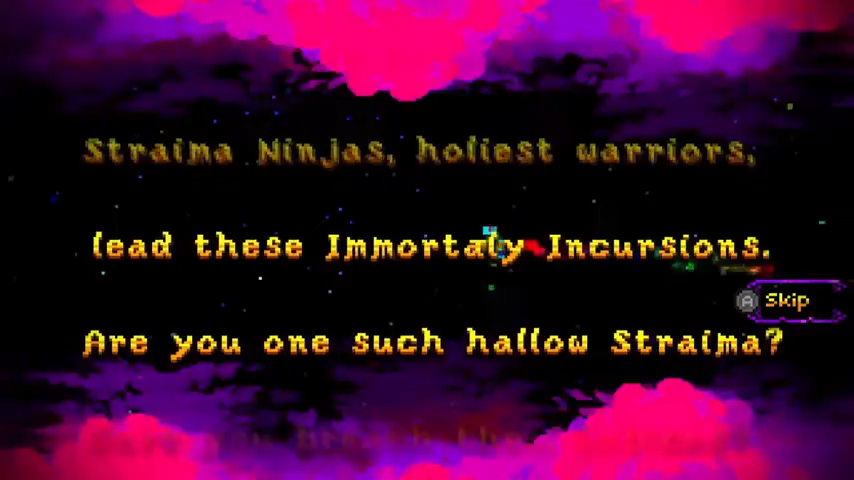 Straima Ninjas, holiest warriors,
lead these Immortaly Incursions.
A Skip
Are you one such hallow Straima?